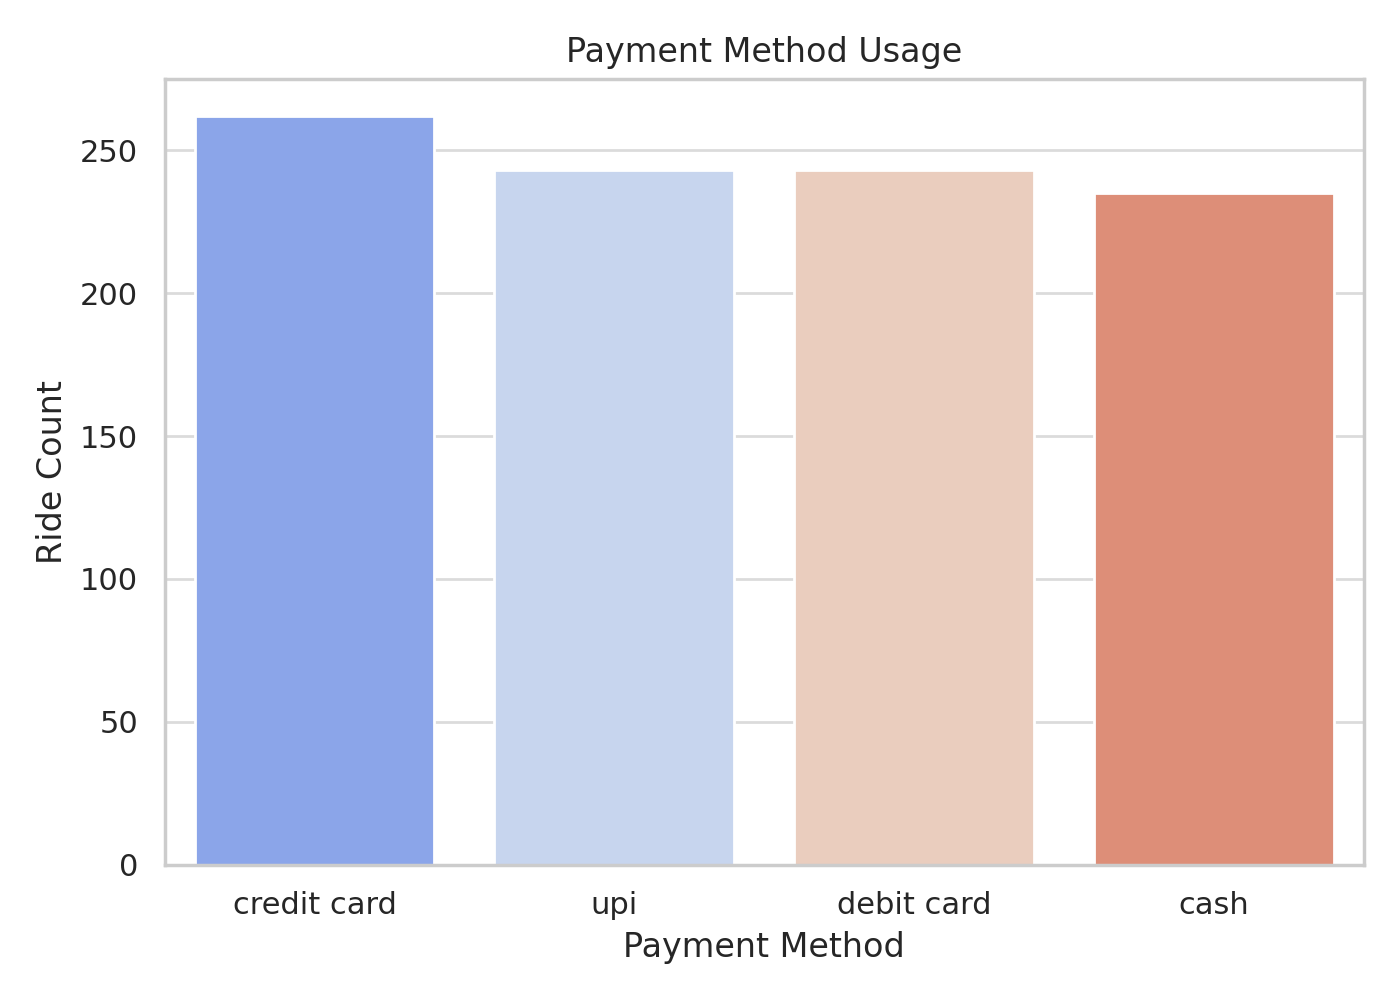 Payment Method Usage
250
200
150
100
50
0
Ride Count
credit card
upi
debit card
cash
Payment Method